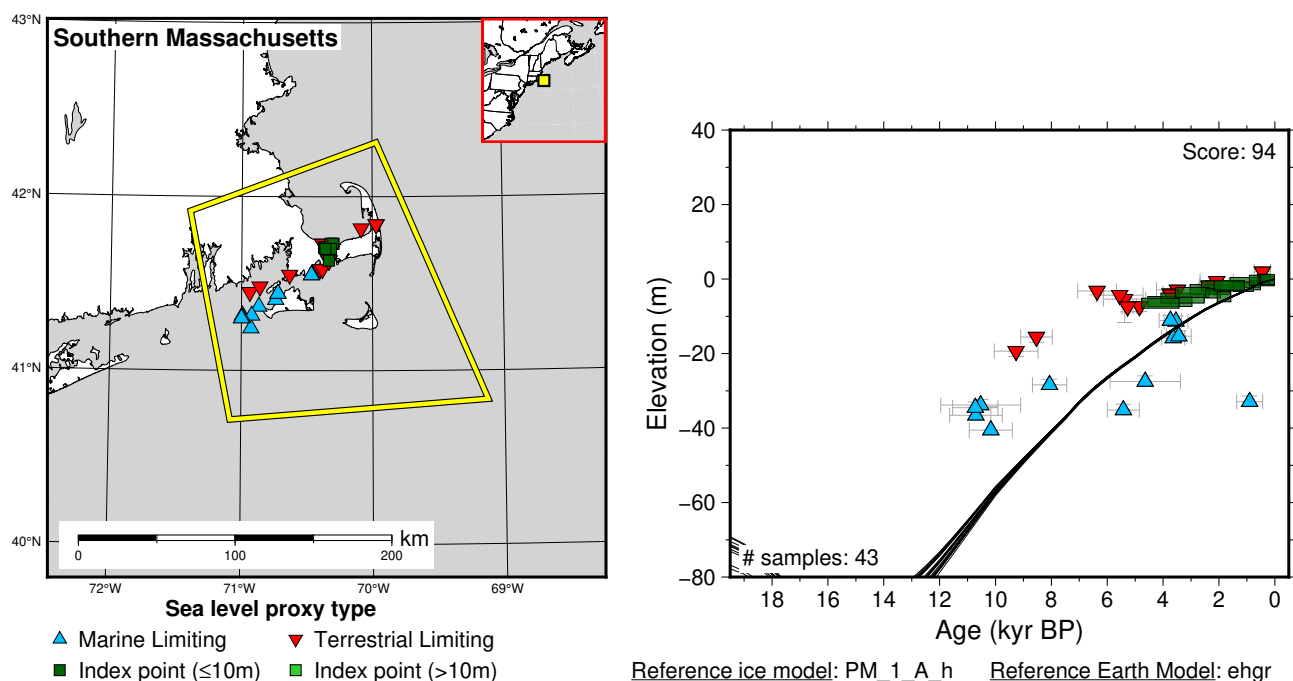 43°N
42°N
41°N
40°N
Southern Massachusetts
km
0 100 200
72°W 71°W 70°W 69°W
Sea level proxy type
Marine Limiting Terrestrial Limiting
Index point (≤10m) Index point (>10m)
40
20
0
−20
−40
−60
−80
Elevation (m)
Score: 94
# samples: 43
18 16 14 12 10 8 6 4 2 0
Age (kyr BP)
Reference ice model: PM_1_A_h Reference Earth Model: ehgr